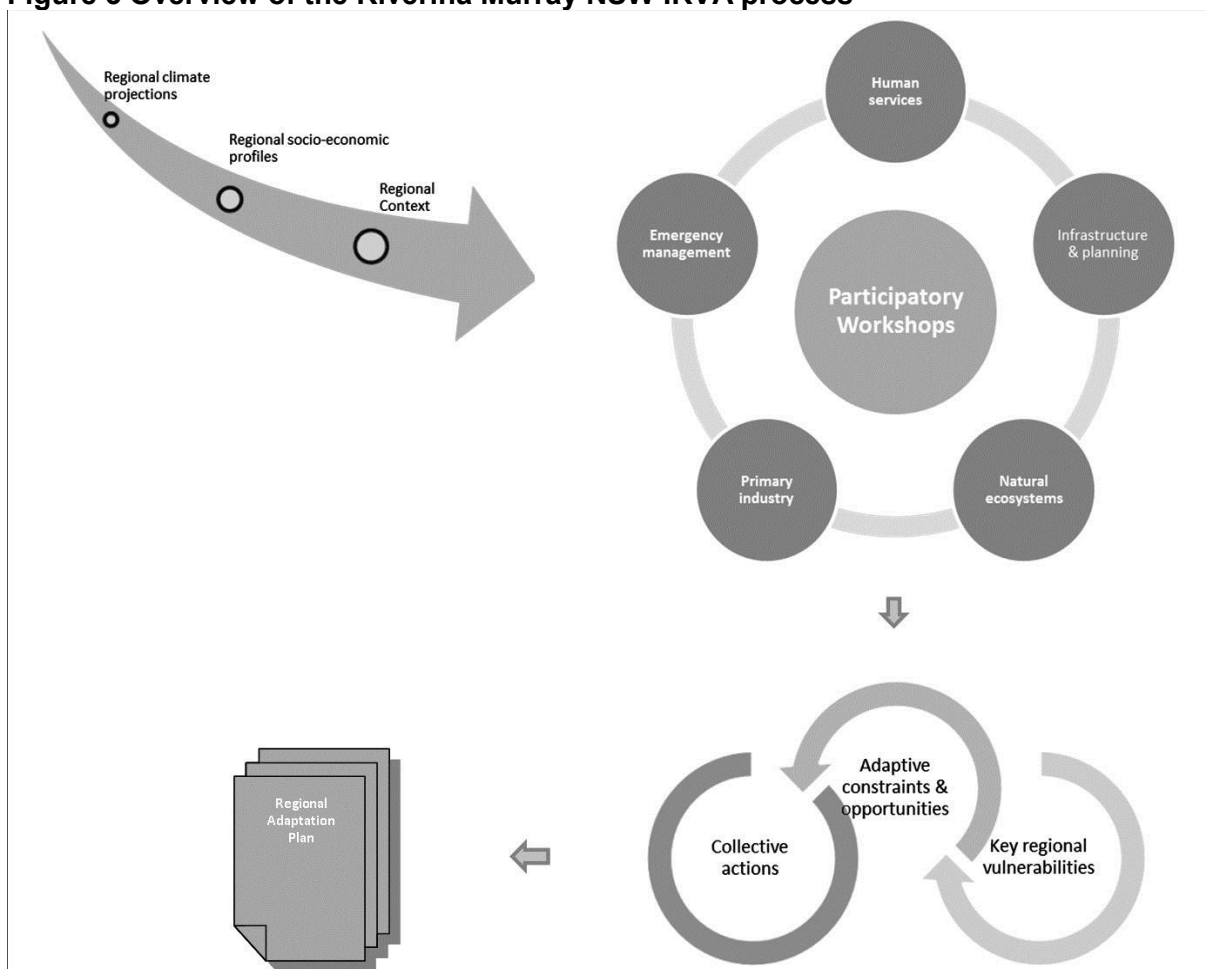 Figure Overview of the Riverina Murray NSW IRVA process
Regional climate
projections
Regional socio-economic
profiles
Regional
Context
Human
services
Emergency
management
Infrastructure
& planning
Participatory
Workshops
Primary
industry
Natural
ecosystems
Regional
Adaptation
Plan
Collective
actions
Adaptive
constraints &
opportunities
Key regional
vulnerabilities